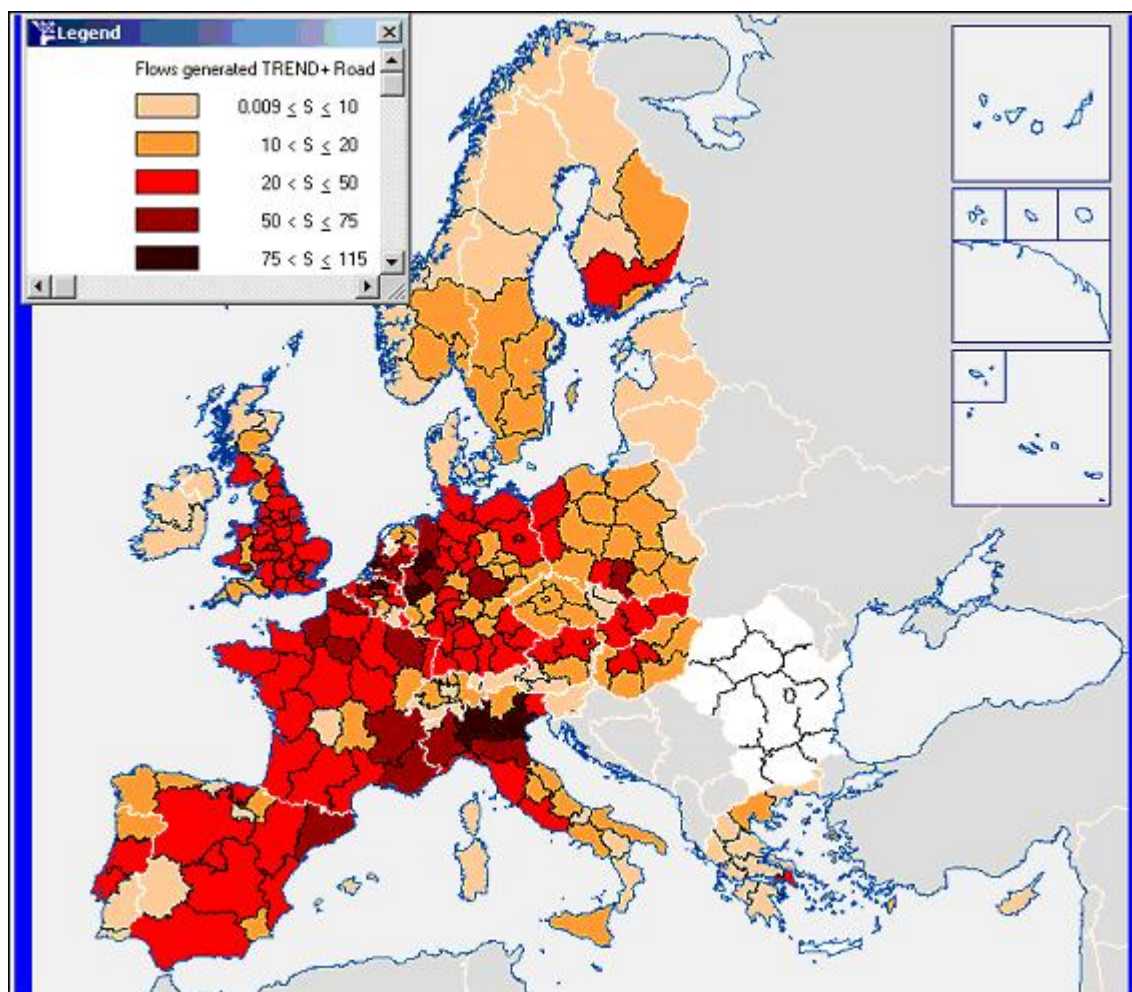 Legend
Flows generated TREND+ Road
0.009 ≤ S ≤ 10
10 < S ≤ 20
20 < S ≤ 50
50 < S ≤ 75
75 < S ≤ 115